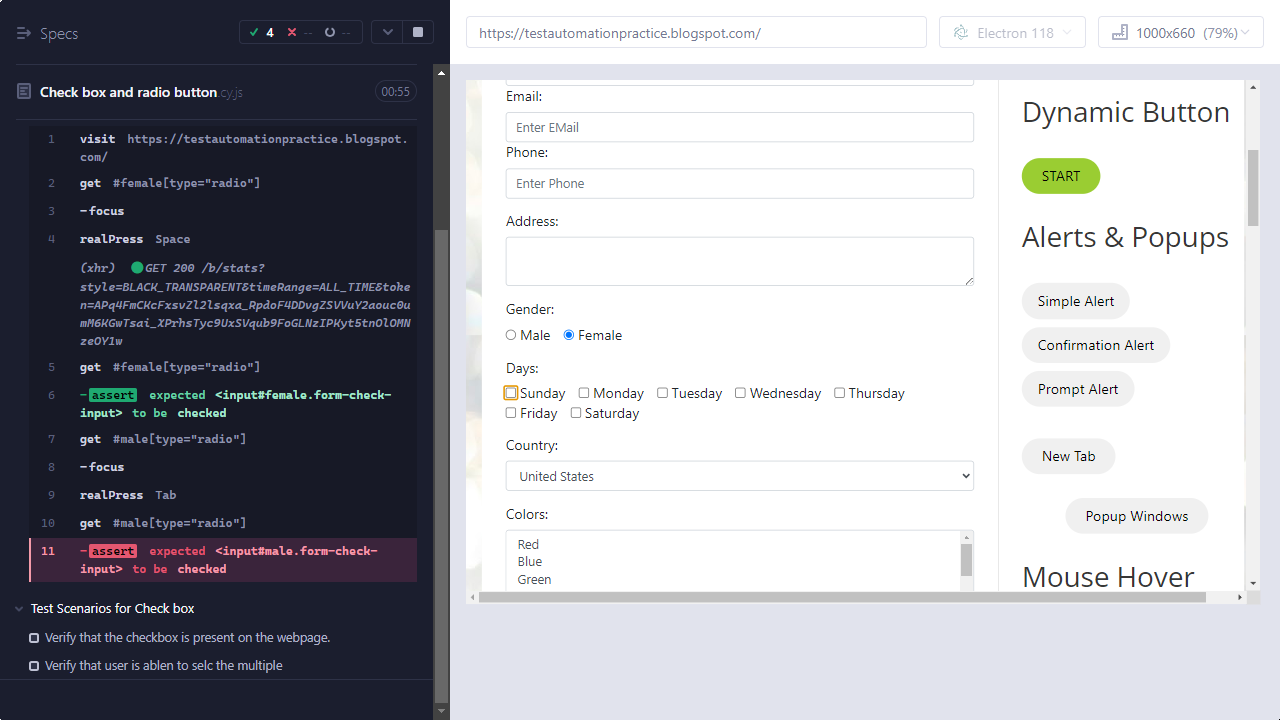 Specs
4 -- --
https://testautomationpractice.blogspot.com/
Electron 118
1000x660 (79%)
Check box and radio button.cy.js
00:55
1 visit https://testautomationpractice.blogspot.
com/
2 get #female[type="radio"]
3 -focus
4 realPress Space
(xhr) GET 200 /b/stats?
style=BLACK_TRANSPARENT&timeRange=ALL_TIME&toke
n=APq4FmCKcFxsvZl2lsqxa_RpdoF4DDvgZSVVuY2aouc0u
mM6KGwTsai_XPrhsTyc9UxSVqub9FoGLNzIPKyt5tnOlOMN
zeOY1w
5 get #female[type="radio"]
6 -assert expected <input#female.form-check-
input> to be checked
7 get #male[type="radio"]
8 -focus
9 realPress Tab
10 get #male[type="radio"]
11 -assert expected <input#male.form-check-
input> to be checked
Test Scenarios for Check box
Verify that the checkbox is present on the webpage.
Verify that user is ablen to selc the multiple
Email:
Enter EMail
Phone:
Enter Phone
Address:
Gender:
Male Female
Days:
Sunday Monday Tuesday Wednesday Thursday
Friday Saturday
Country:
United States
Colors:
Red
Blue
Green
Dynamic Button
START
Alerts & Popups
Simple Alert
Confirmation Alert
Prompt Alert
New Tab
Popup Windows
Mouse Hover